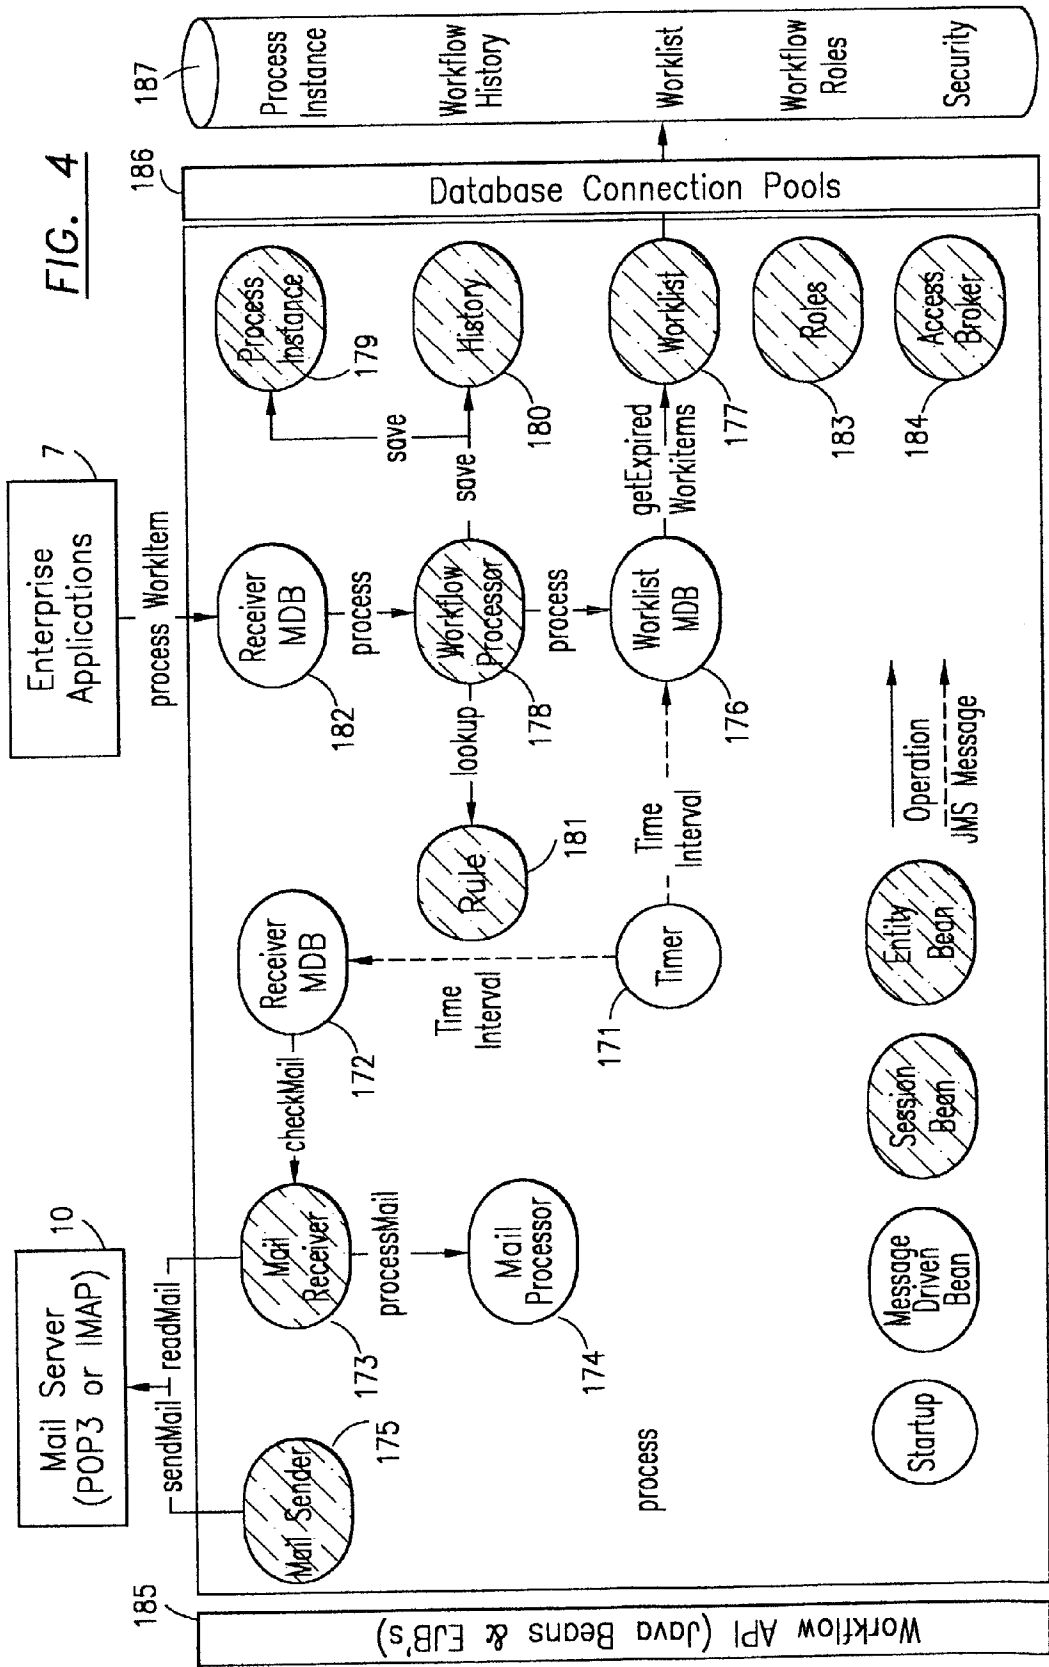 FIG. 4
Mail Server
(POP3 or IMAP)
10
Enterprise
Applications
7
sendMail
readMail
process WorkItem
185
Workflow API (Java Beans & EJB's)
Mail Sender
175
Mail
Receiver
173
checkMail
Receiver
MDB
172
Receiver
MDB
182
Process
Instance
179
processMail
Time
Interval
process
save
Mail
Processor
174
Rule
181
lookup
Workflow
Processor
178
save
History
180
process
process
Timer
171
Time
Interval
Worklist
MDB
176
getExpired
Workitems
Worklist
177
Roles
183
Access
Broker
184
Startup
Message
Driven
Bean
Session
Bean
Entity
Bean
Operation
JMS Message
186
Database Connection Pools
187
Process
Instance
Workflow
History
Worklist
Workflow
Roles
Security